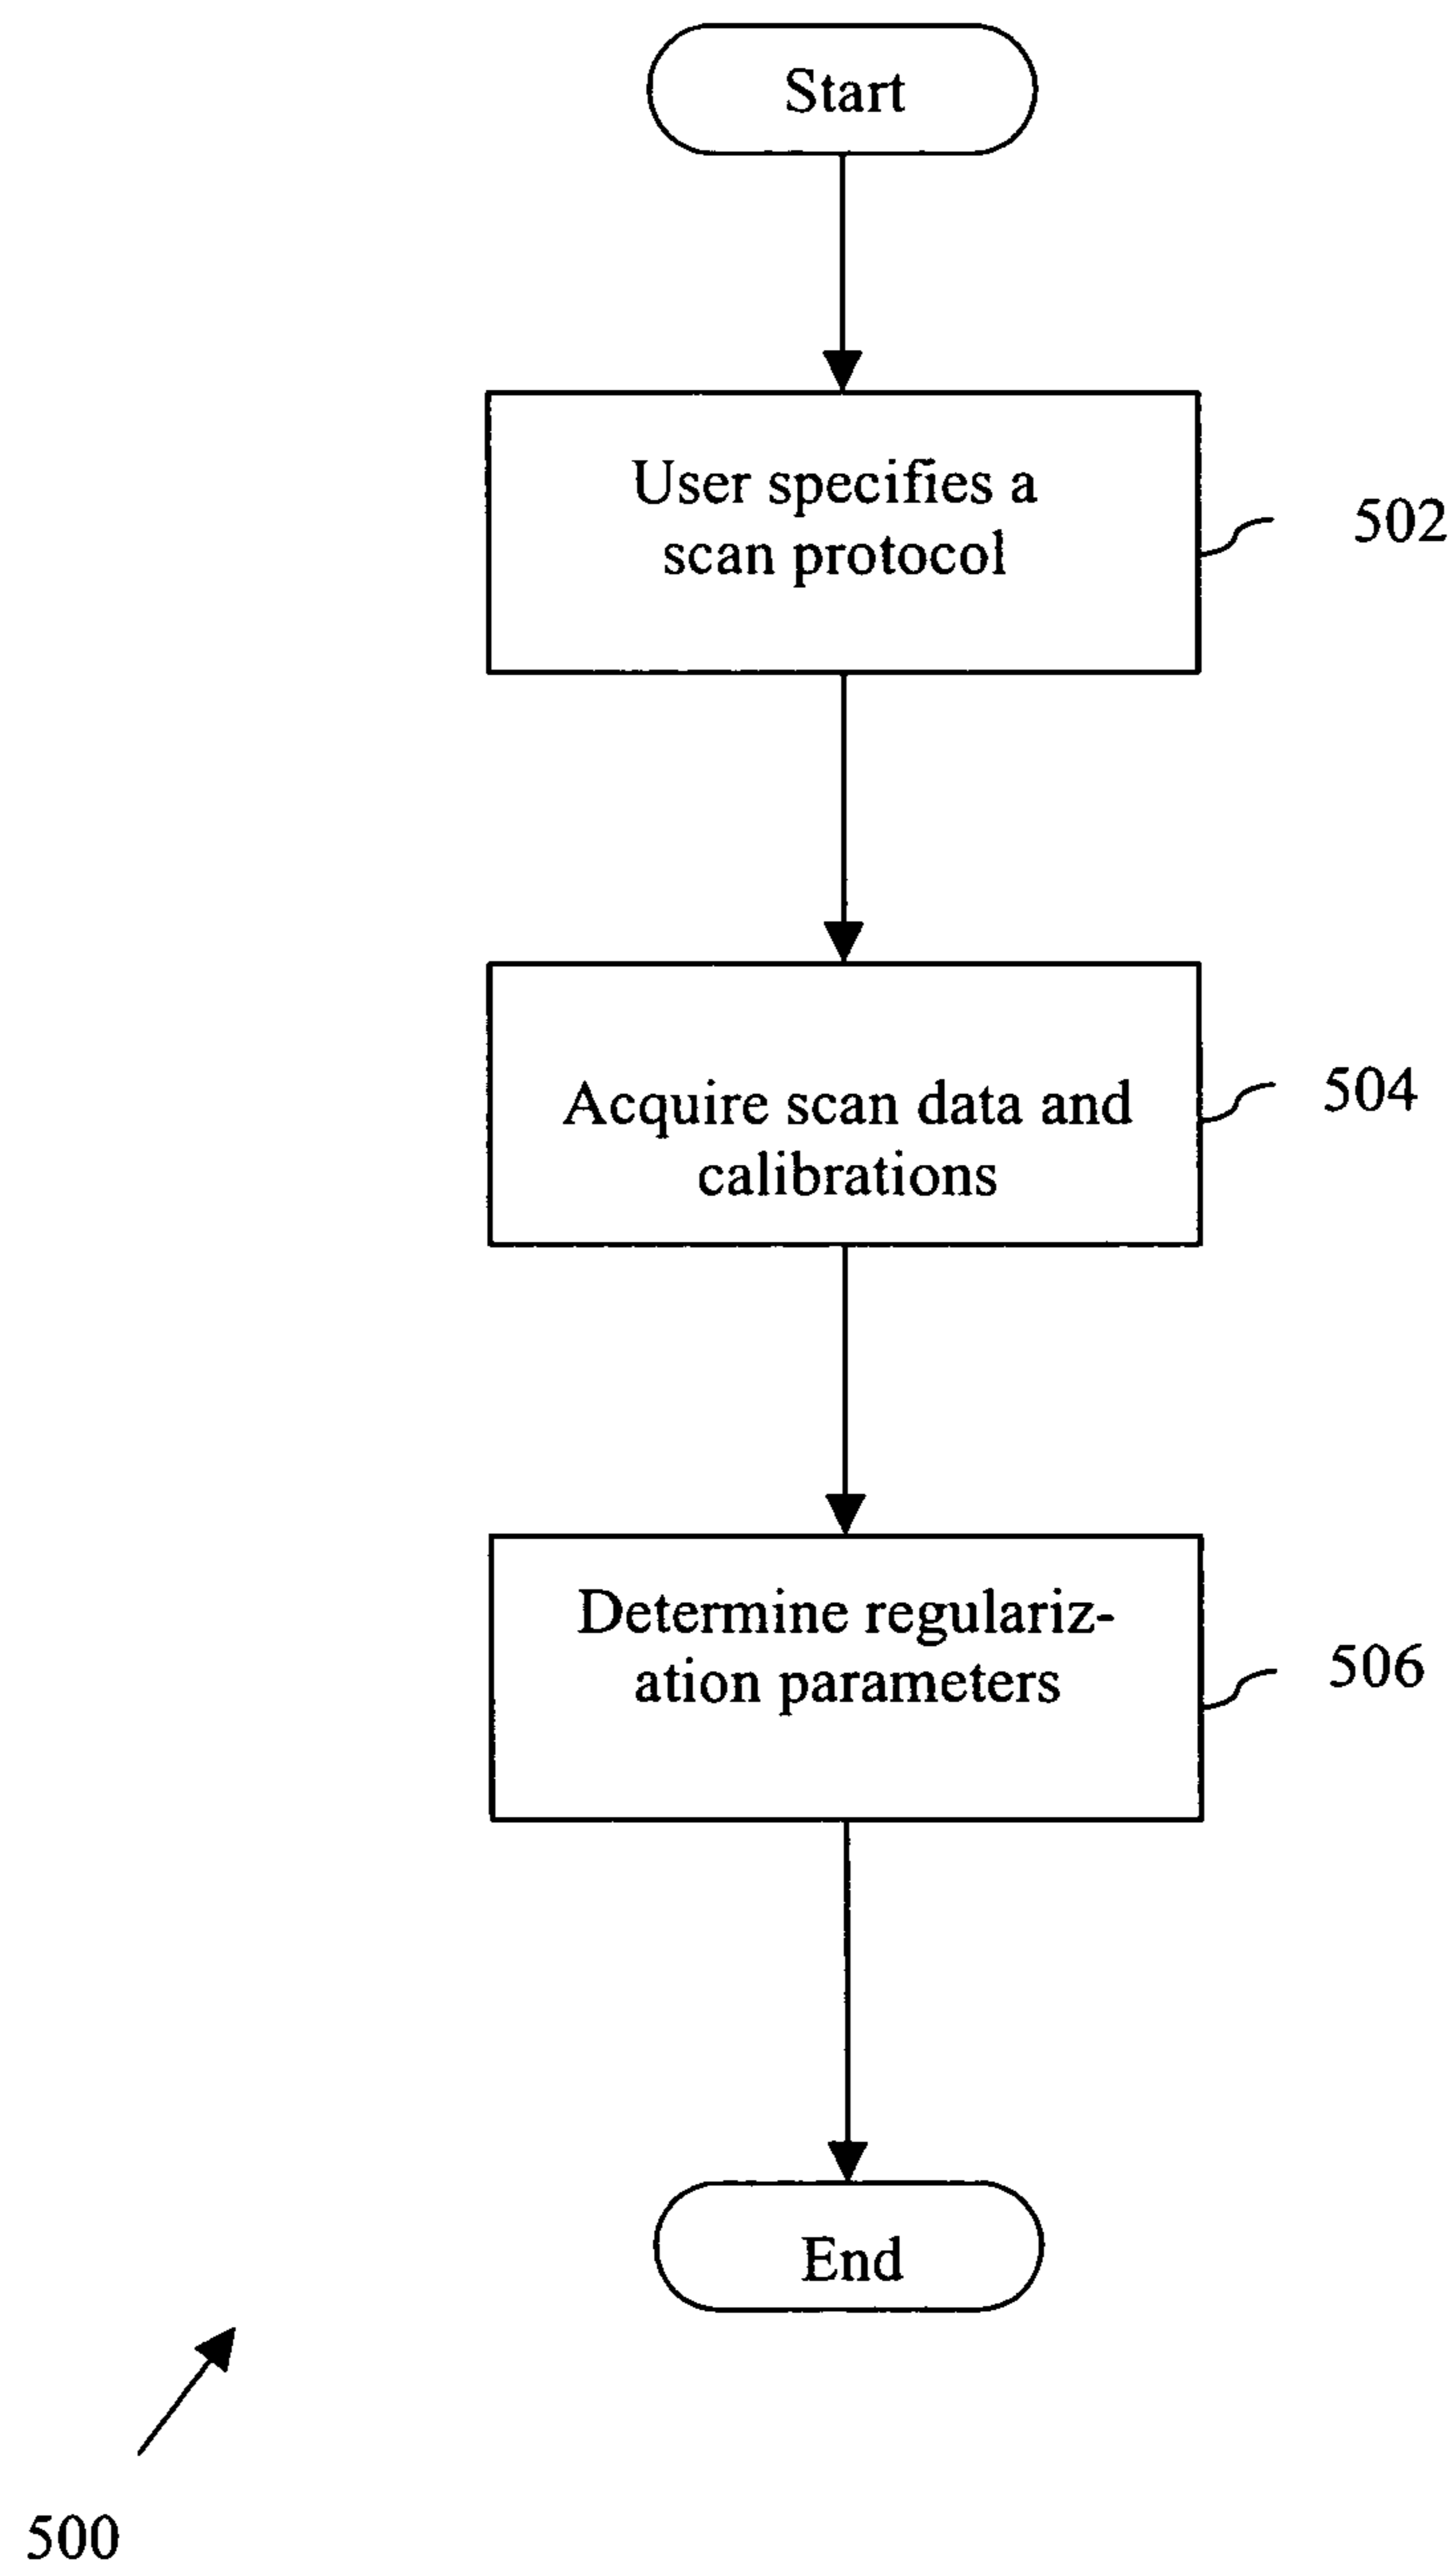 Start
User specifies a
scan protocol
502
Acquire scan data and
calibrations
504
Determine regulariz-
ation parameters
506
End
500